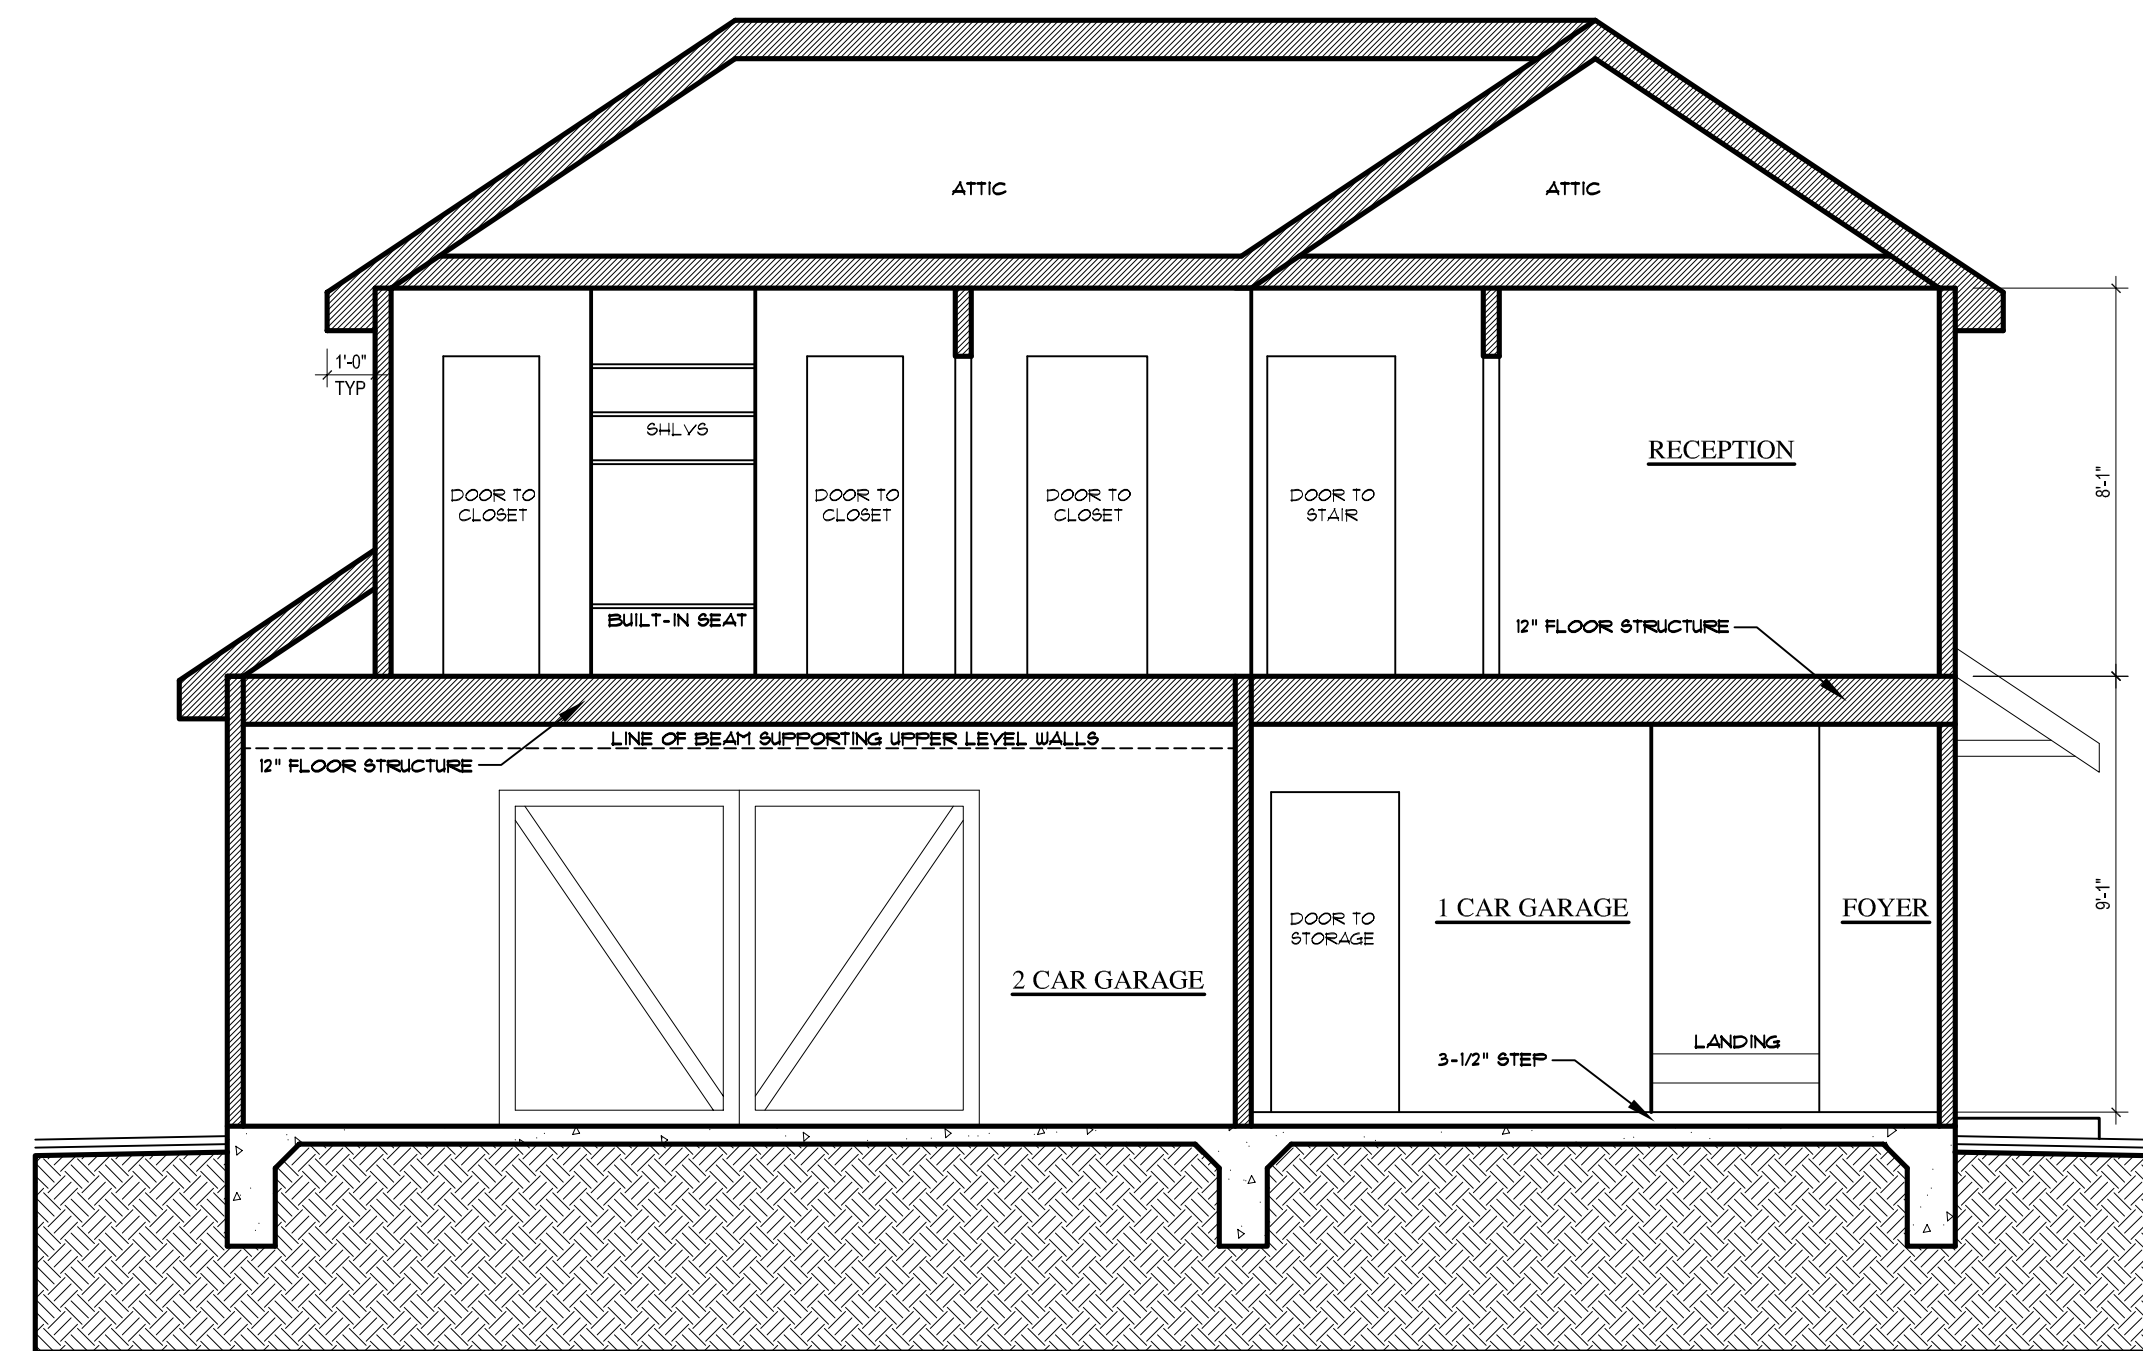 ATTIC
ATTIC
1'-0"
TYP
SHLVS
RECEPTION
8'-1"
DOOR TO
CLOSET
DOOR TO
CLOSET
DOOR TO
CLOSET
DOOR TO
STAIR
BUILT-IN SEAT
12" FLOOR STRUCTURE
LINE OF BEAM SUPPORTING UPPER LEVEL WALLS
12" FLOOR STRUCTURE
1 CAR GARAGE
FOYER
9'-1"
DOOR TO
STORAGE
2 CAR GARAGE
LANDING
3-1/2" STEP